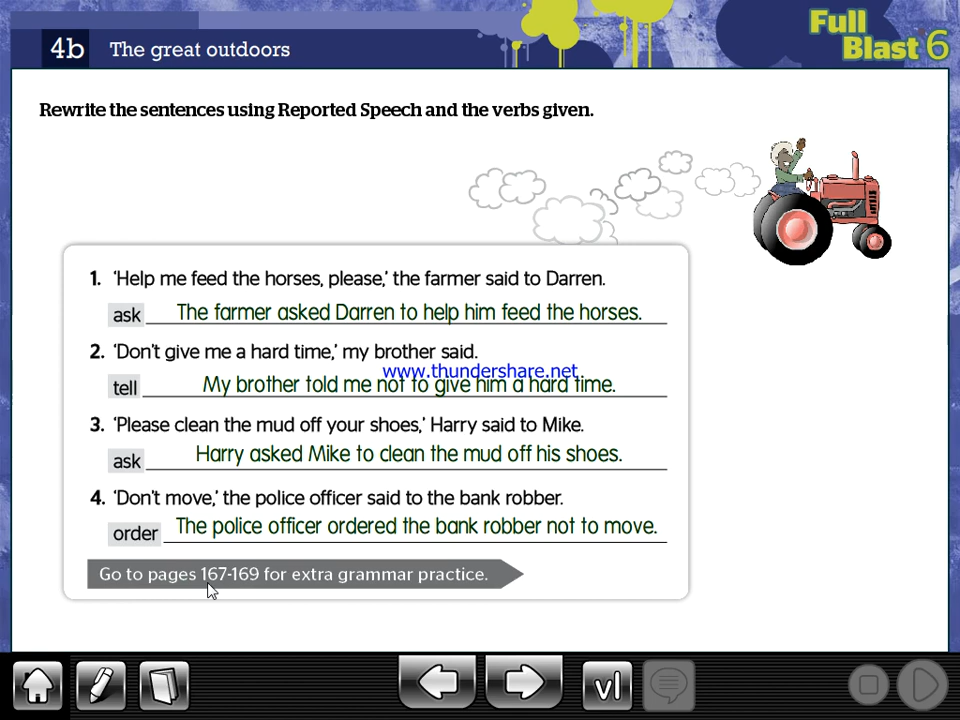 4b The great outdoors
Full
Blast 6
Rewrite the sentences using Reported Speech and the verbs given.
1. ‘Help me feed the horses, please,’ the farmer said to Darren.
ask The farmer asked Darren to help him feed the horses.
2. ‘Don’t give me a hard time,’ my brother said.
www.thundershare.net
tell My brother told me not to give him a hard time.
3. ‘Please clean the mud off your shoes,’ Harry said to Mike.
ask Harry asked Mike to clean the mud off his shoes.
4. ‘Don’t move,’ the police officer said to the bank robber.
order The police officer ordered the bank robber not to move.
Go to pages 167-169 for extra grammar practice.
vl